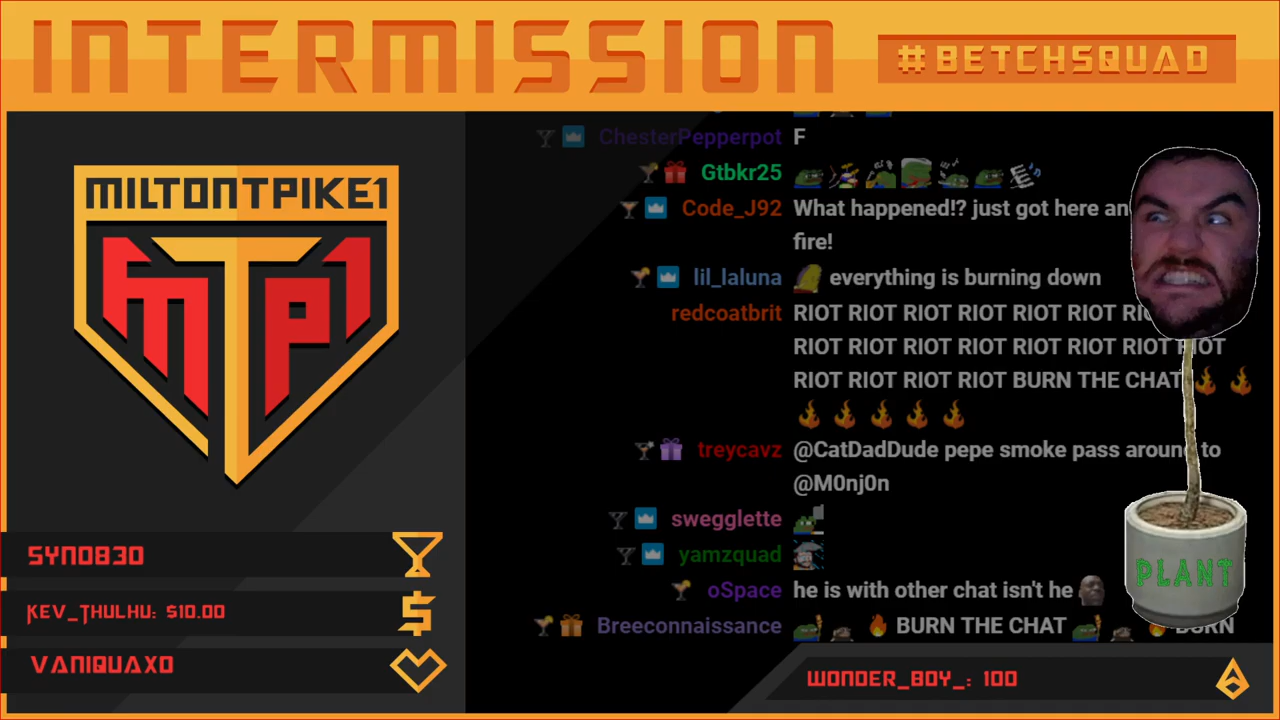 INTERMISSION
#BETCHSQUAD
MILTONTPIKE1
MTP1
SYN0830
KEV_THULHU: $10.00
VANIQUAXO
ChesterPepperpot F
Gtbkr25
Code_J92 What happened!? just got here an
fire!
lil_laluna everything is burning down
redcoatbrit RIOT RIOT RIOT RIOT RIOT RIOT RIO
RIOT RIOT RIOT RIOT RIOT RIOT RIOT RIOT
RIOT RIOT RIOT RIOT BURN THE CHAT 🔥 🔥
🔥 🔥 🔥 🔥 🔥
treycavz @CatDadDude pepe smoke pass around to
@M0nj0n
swegglette
yamzquad
oSpace he is with other chat isn't he
Breeconnaissance 🔥 BURN THE CHAT 🔥 BURN
PLANT
WONDER_BOY_: 100